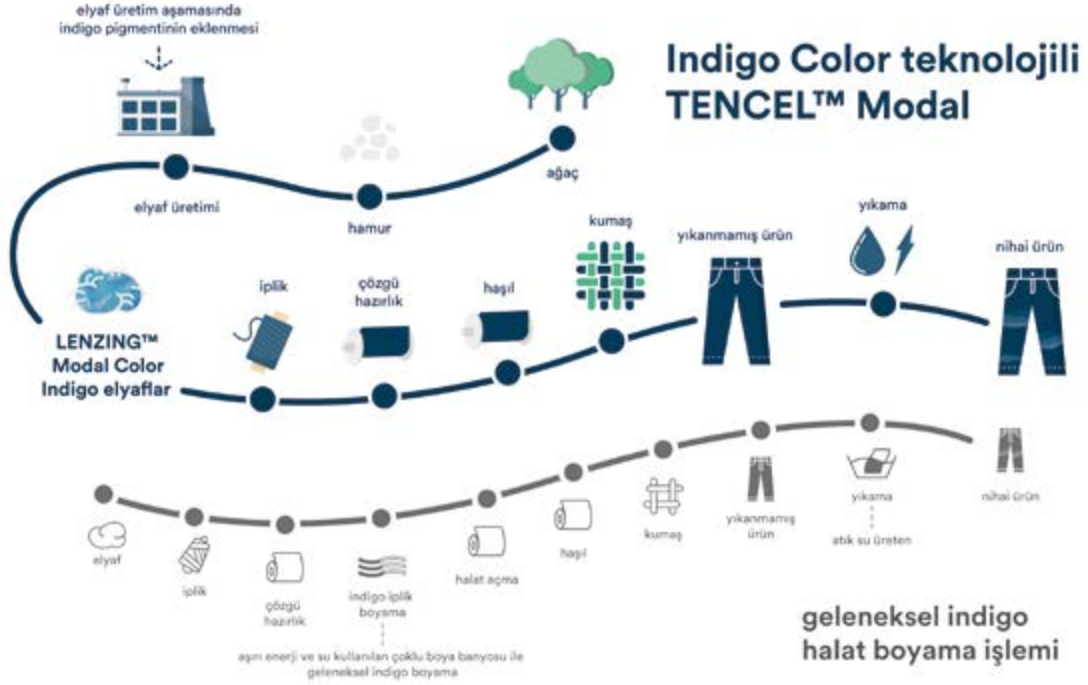 elyaf üretim aşamasında
indigo pigmentinin eklenmesi
Indigo Color teknolojili
TENCEL™ Modal
elyaf üretimi
hamur
ağaç
LENZING™
Modal Color
Indigo elyaflar
iplik
çözgü
hazırlık
haşıl
kumaş
yıkanmamış ürün
yıkama
nihai ürün
elyaf
iplik
çözgü
hazırlık
indigo iplik
boyama
aşırı enerji ve su kullanılan çoklu boya banyosu ile
geleneksel indigo boyama
halat açma
haşıl
kumaş
yıkanmamış
ürün
yıkama
atık su üreten
nihai ürün
geleneksel indigo
halat boyama işlemi